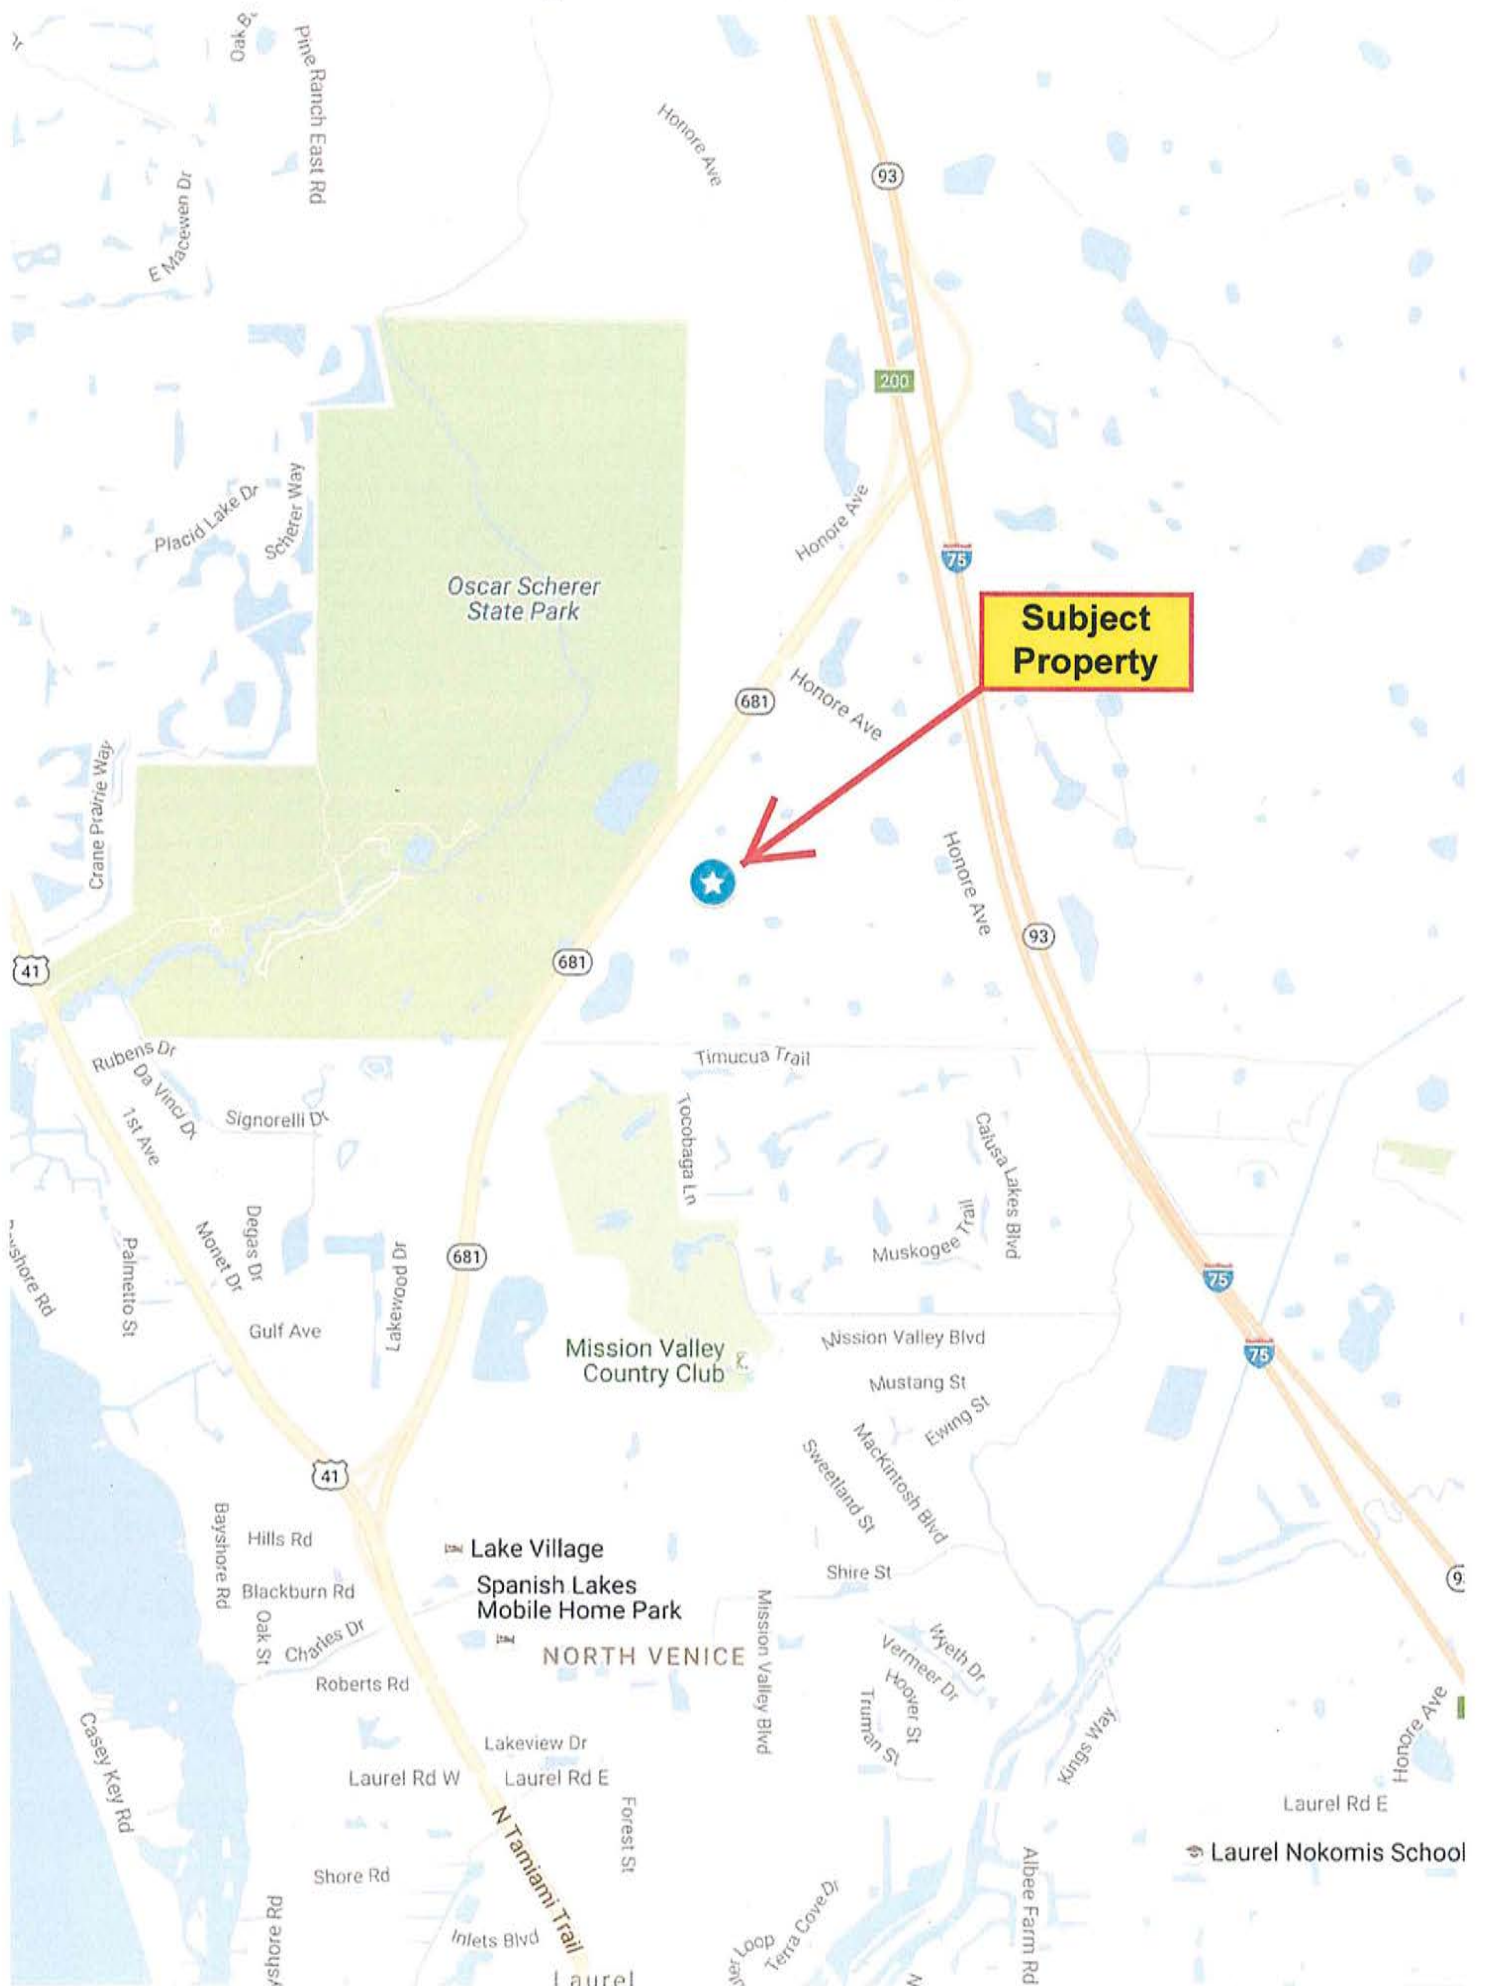 Pine Ranch East Rd
Honore Ave
93
E Macewen Dr
200
Placid Lake Dr
Scherer Way
Honore Ave
75
Oscar Scherer
State Park
Subject
Property
681
Honore Ave
Crane Prairie Way
Honore Ave
93
681
41
Rubens Dr
Timucua Trail
Da Vinci Dr
1st Ave
Signorelli Dr
Tocobaga Ln
Calusa Lakes Blvd
Palmetto St
Monet Dr
Degas Dr
Lakewood Dr
681
Muskogee Trail
Trail
75
Gulf Ave
Mission Valley
Country Club
Mission Valley Blvd
75
Mustang St
Ewing St
MacKintosh Blvd
Sweetland St
41
Bayshore Rd
Hills Rd
Lake Village
Shire St
Blackburn Rd
Spanish Lakes
Mobile Home Park
Oak St
Charles Dr
NORTH VENICE
Mission Valley Blvd
Wyeth Dr
Vermeer Dr
Hoover St
Truman St
Roberts Rd
Casey Key Rd
Lakeview Dr
Kings Way
Honore Ave
Laurel Rd W
Laurel Rd E
Laurel Rd E
N Tamiami Trail
Forest St
Laurel Nokomis School
Shore Rd
Albee Farm Rd
Inlets Blvd
Terra Cove Dr
Loop
Laurel